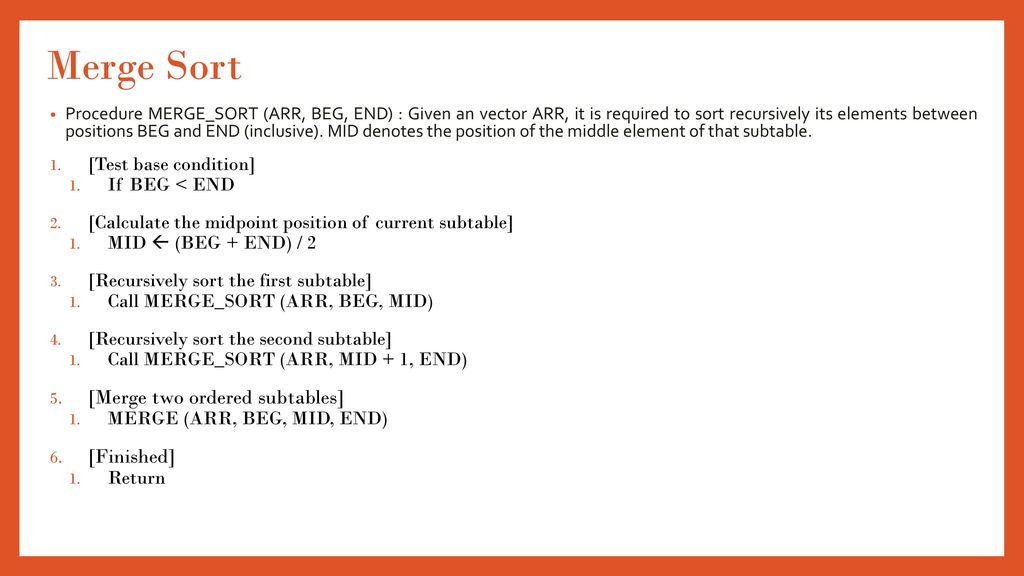 Merge Sort
• Procedure MERGE_SORT (ARR, BEG, END) : Given an vector ARR, it is required to sort recursively its elements between
positions BEG and END (inclusive). MID denotes the position of the middle element of that subtable.
1. [Test base condition]
1. If BEG < END
2. [Calculate the midpoint position of current subtable]
1. MID ← (BEG + END) / 2
3. [Recursively sort the first subtable]
1. Call MERGE_SORT (ARR, BEG, MID)
4. [Recursively sort the second subtable]
1. Call MERGE_SORT (ARR, MID + 1, END)
5. [Merge two ordered subtables]
1. MERGE (ARR, BEG, MID, END)
6. [Finished]
1. Return